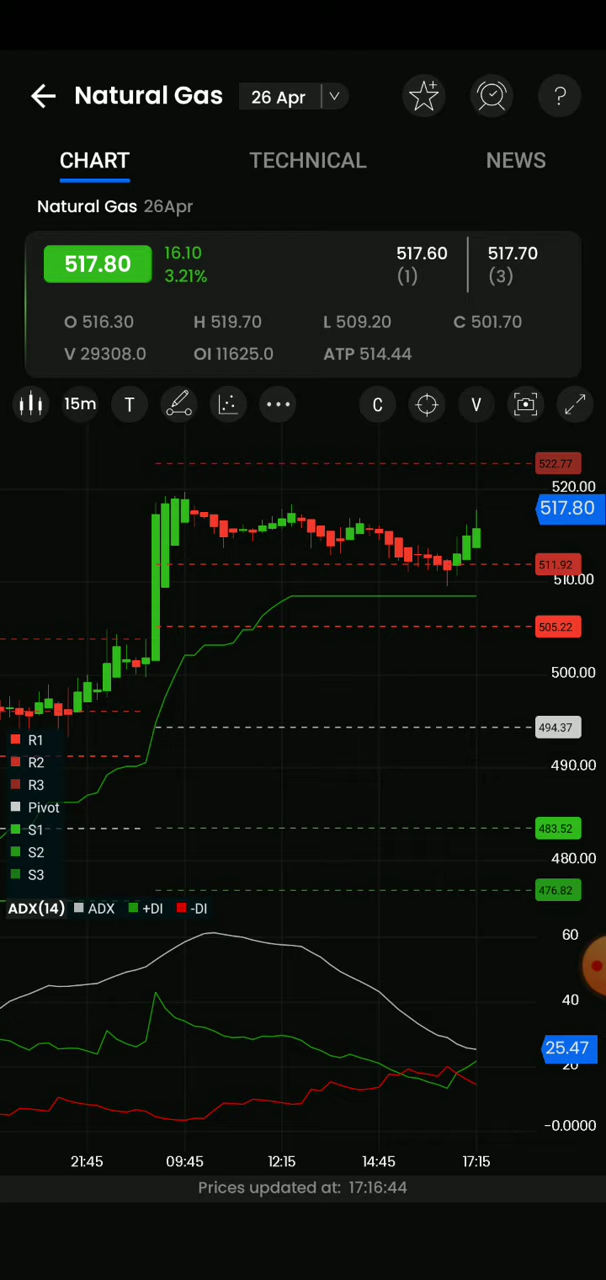 Natural Gas 26 Apr ?
CHART TECHNICAL NEWS
Natural Gas 26Apr
517.80 16.10 3.21% 517.60 (1) 517.70 (3)
O 516.30 H 519.70 L 509.20 C 501.70
V 29308.0 OI 11625.0 ATP 514.44
15m T C V
522.77
520.00
517.80
511.92
510.00
505.22
500.00
494.37
490.00
483.52
480.00
476.82
R1
R2
R3
Pivot
S1
S2
S3
ADX(14) ADX +DI -DI
60
40
25.47
20
-0.0000
21:45 09:45 12:15 14:45 17:15
Prices updated at: 17:16:44